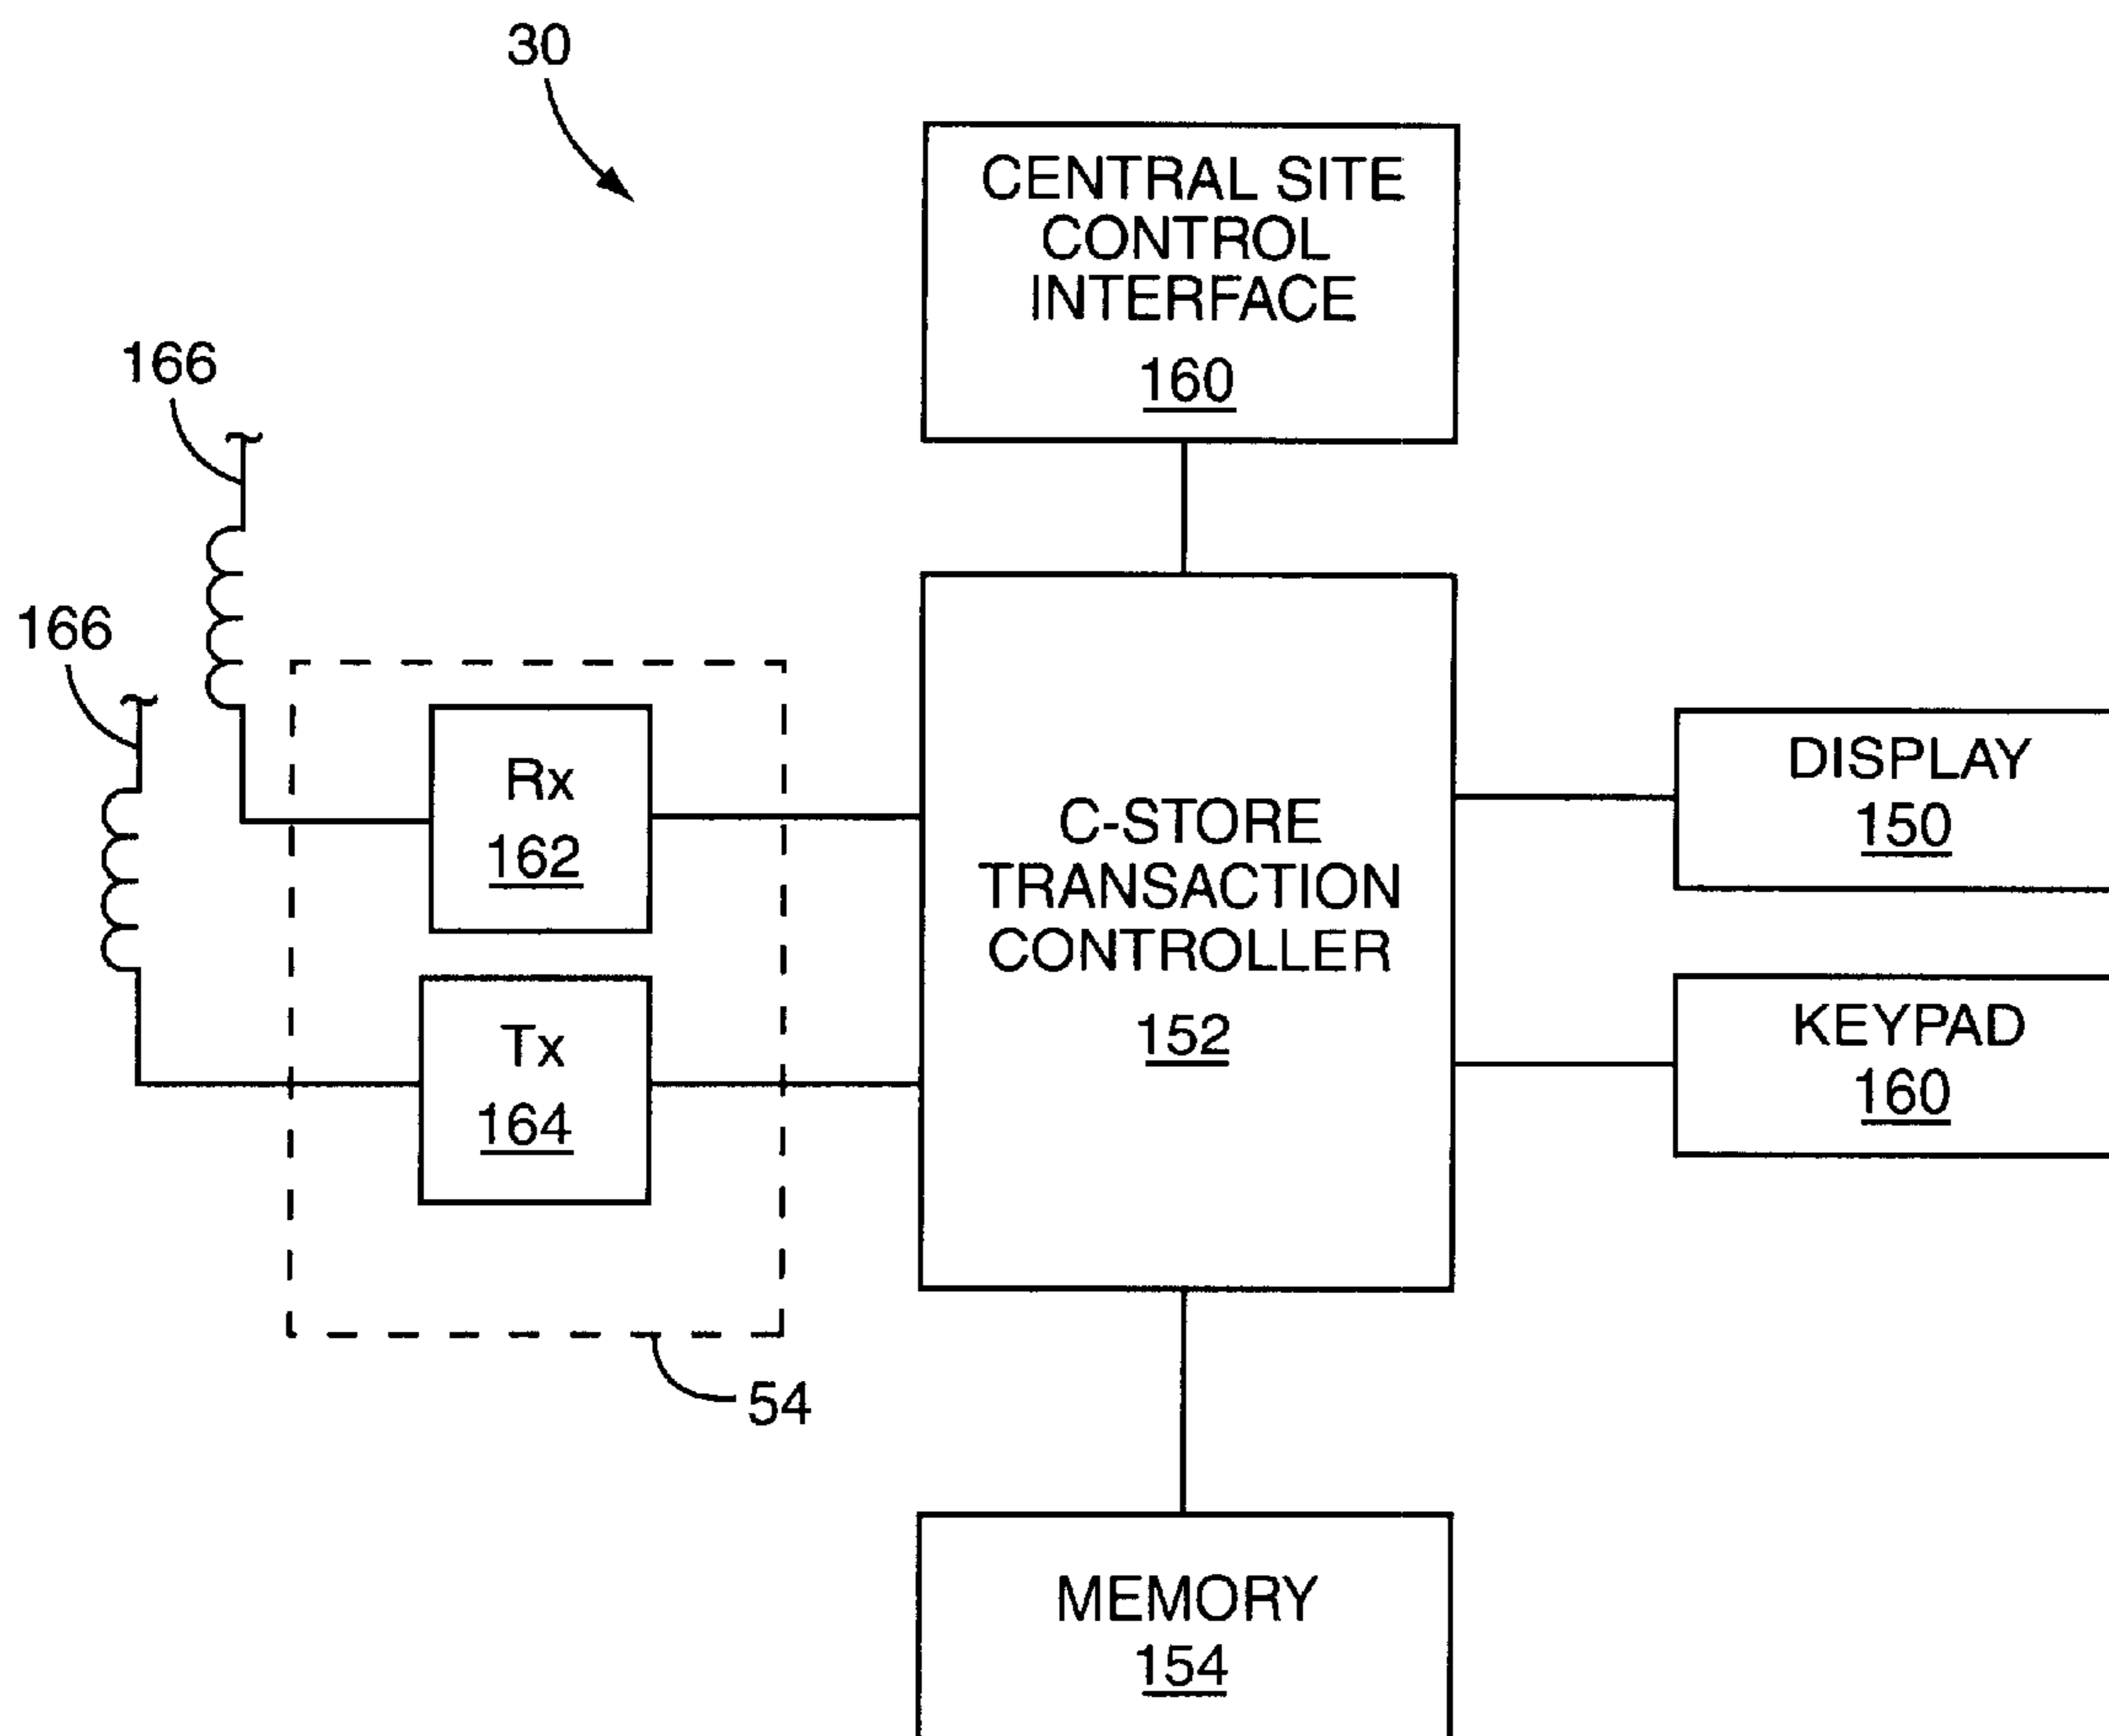 30
CENTRAL SITE
CONTROL
INTERFACE
160
166
166
Rx
162
Tx
164
54
C-STORE
TRANSACTION
CONTROLLER
152
DISPLAY
150
KEYPAD
160
MEMORY
154